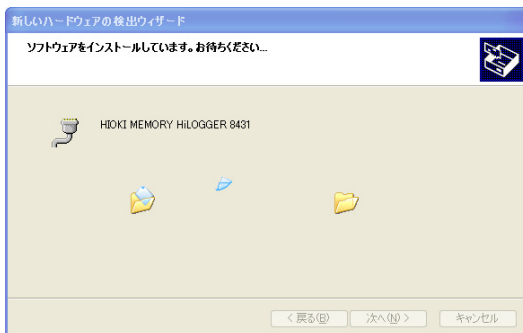 新しいハードウェアの検出ウィザード
ソフトウェアをインストールしています。お待ちください...
HIOKI MEMORY HiLOGGER 8431
< 戻る(B)
次へ(N) >
キャンセル